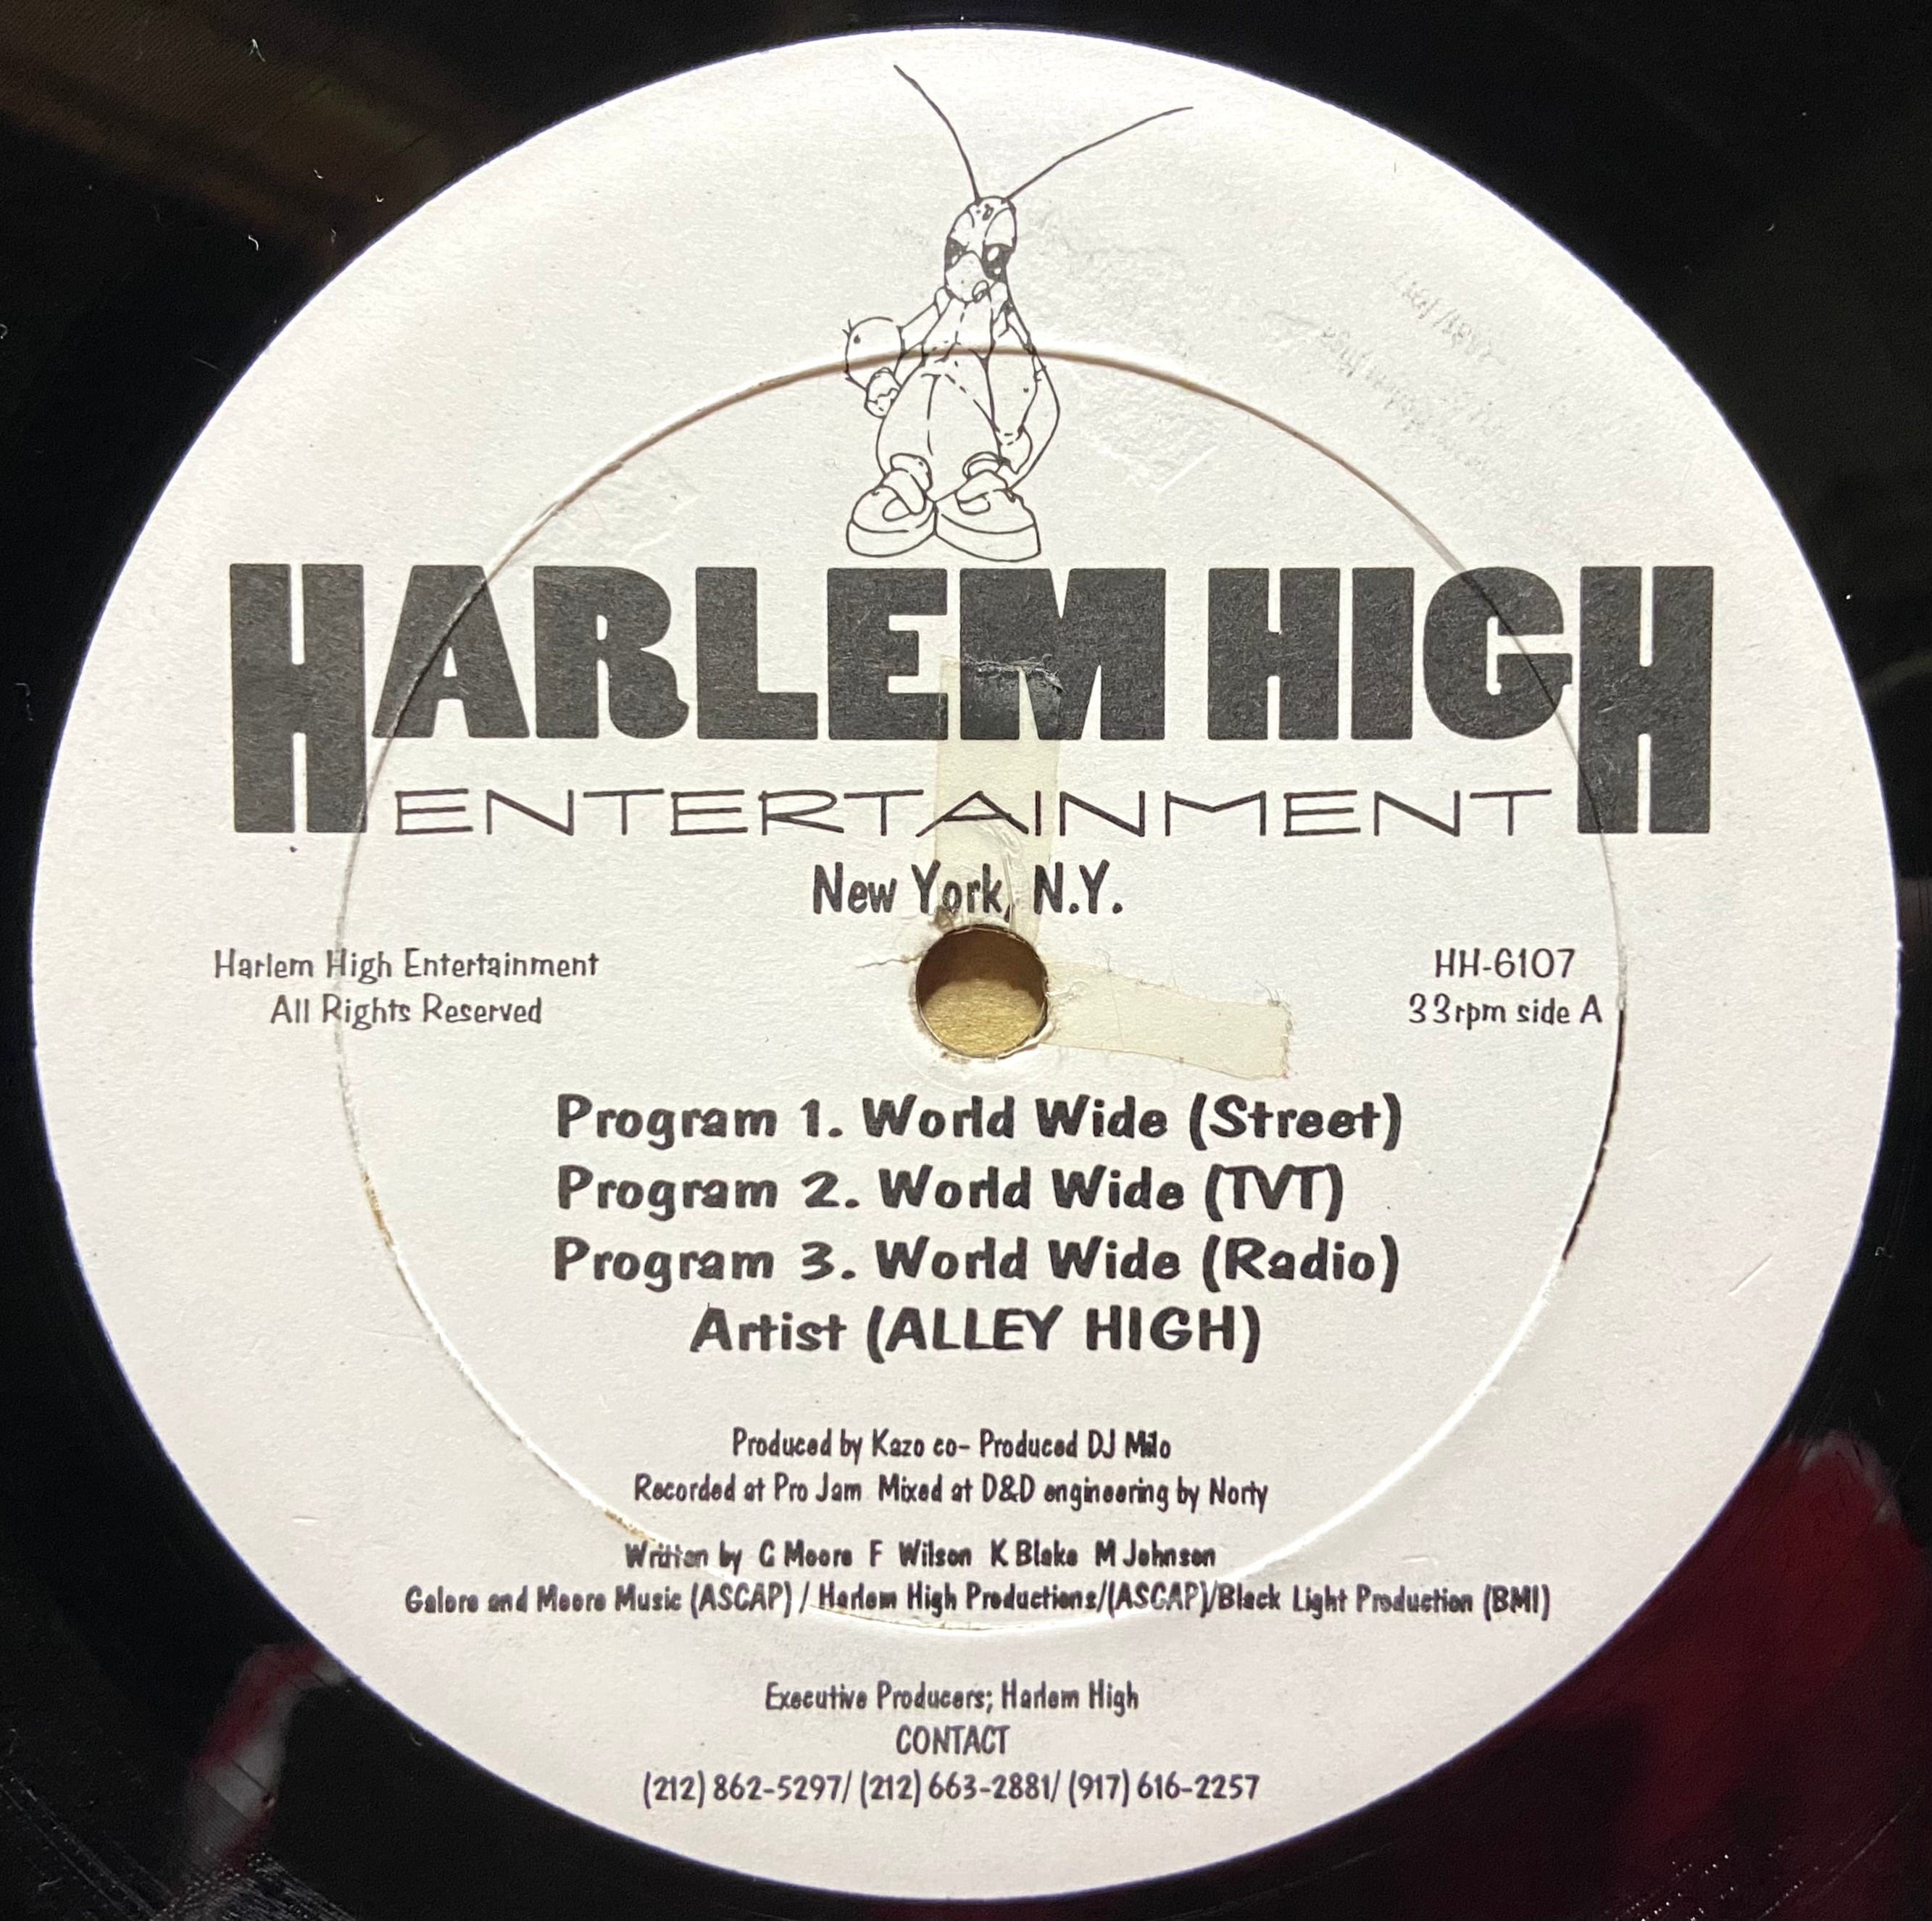 HARLEM HIGH
ENTERTAINMENT
New York, N.Y.
Harlem High Entertainment
All Rights Reserved
HH-6107
33rpm side A
Program 1. World Wide (Street)
Program 2. World Wide (TVT)
Program 3. World Wide (Radio)
Artist (ALLEY HIGH)
Produced by Kazo co- Produced DJ Milo
Recorded at Pro Jam Mixed at D&D engineering by Norty
Written by G Moore F Wilson K Blake M Johnson
Galore and Moore Music (ASCAP) / Harlem High Productions/(ASCAP)/Black Light Production (BMI)
Executive Producers; Harlem High
CONTACT
(212) 862-5297/ (212) 663-2881/ (917) 616-2257